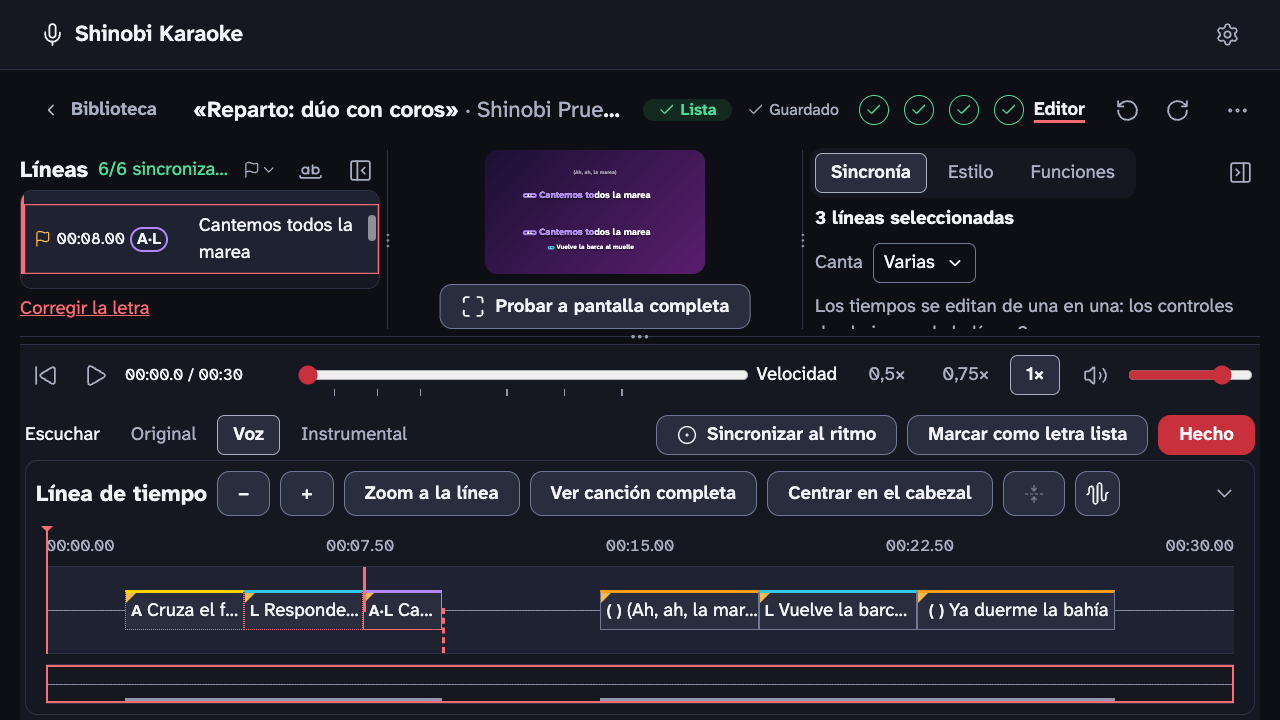 Shinobi Karaoke
Biblioteca
«Reparto: dúo con coros» · Shinobi Prue...
Lista
Guardado
Editor
Líneas
6/6 sincroniza...
ab
00:08.00 A·L Cantemos todos la marea
Corregir la letra
(Ah, ah, la marea)
Cantemos todos la marea
Cantemos todos la marea
Vuelve la barca al muelle
Probar a pantalla completa
Sincronía
Estilo
Funciones
3 líneas seleccionadas
Canta
Varias
Los tiempos se editan de una en una: los controles
00:00.0 / 00:30
Velocidad
0,5×
0,75×
1×
Escuchar
Original
Voz
Instrumental
Sincronizar al ritmo
Marcar como letra lista
Hecho
Línea de tiempo
−
+
Zoom a la línea
Ver canción completa
Centrar en el cabezal
00:00.00
00:07.50
00:15.00
00:22.50
00:30.00
A Cruza el f...
L Responde...
A·L Ca...
( ) (Ah, ah, la mar...
L Vuelve la barc...
( ) Ya duerme la bahía